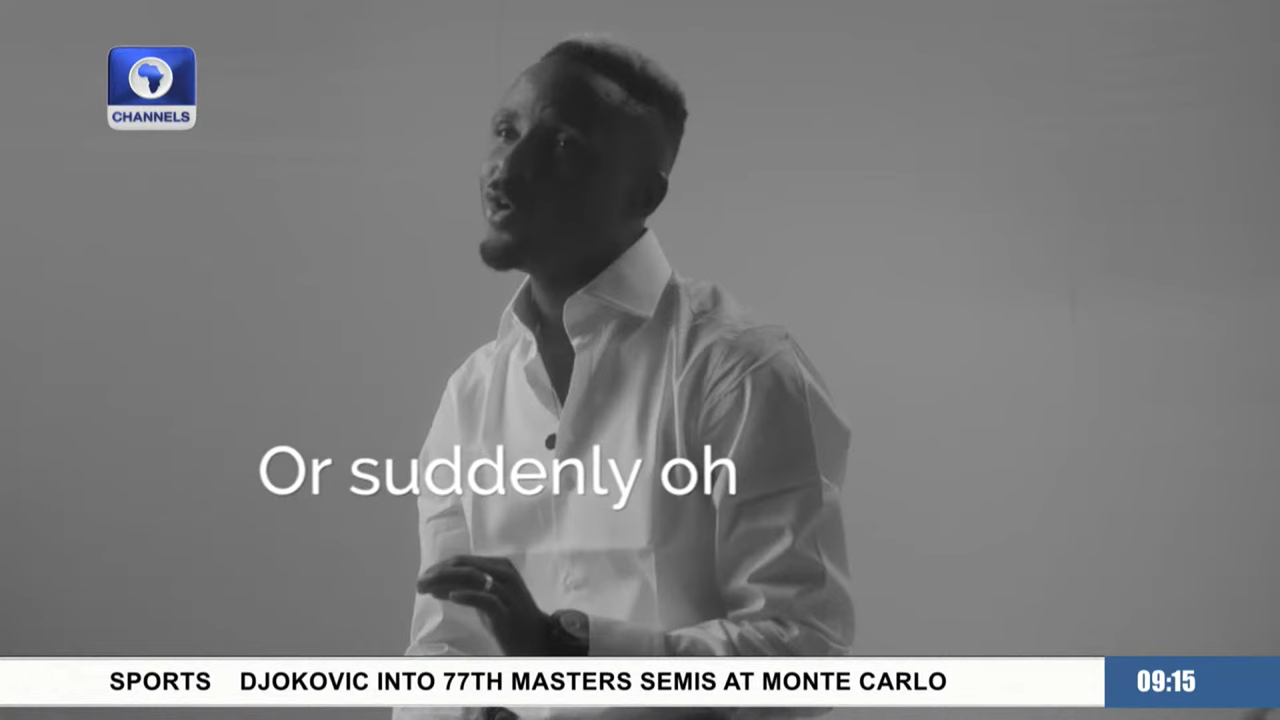 CHANNELS
Or suddenly oh
SPORTS DJOKOVIC INTO 77TH MASTERS SEMIS AT MONTE CARLO
09:15